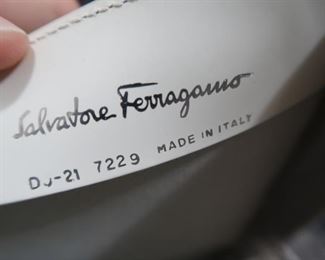 Salvatore Ferragamo
DJ-21 7229 MADE IN ITALY